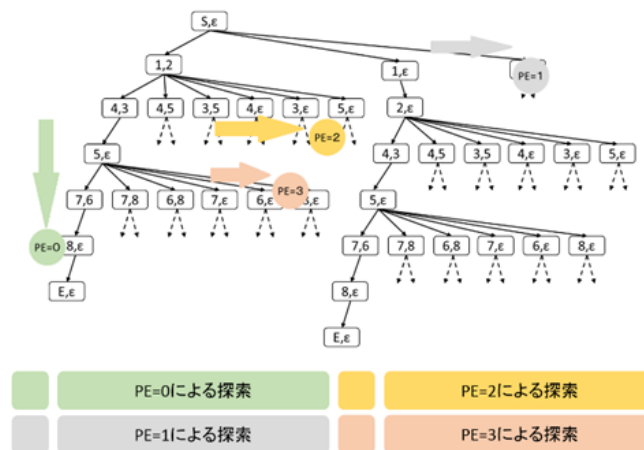 S,ε
1,2 1,ε PE=1
4,3 4,5 3,5 4,ε 3,ε 5,ε 2,ε
PE=2
5,ε 4,3 4,5 3,5 4,ε 3,ε 5,ε
PE=3
7,6 7,8 6,8 7,ε 6,ε 5,ε
PE=0 8,ε 7,6 7,8 6,8 7,ε 6,ε 8,ε
E,ε 8,ε
E,ε
PE=0による探索 PE=2による探索
PE=1による探索 PE=3による探索